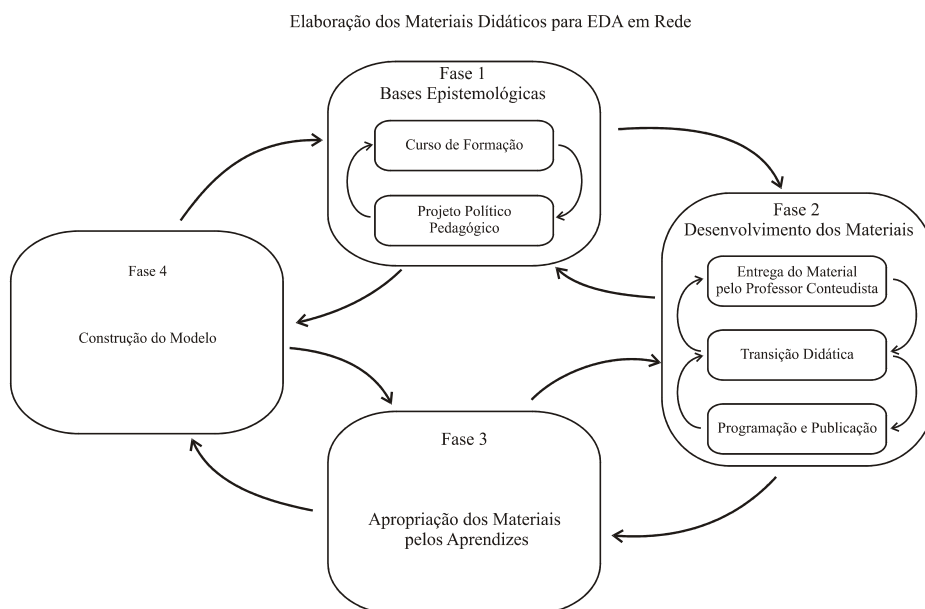 Elaboração dos Materiais Didáticos para EDA em Rede
Fase 1
Bases Epistemológicas
Curso de Formação
Projeto Político
Pedagógico
Fase 2
Desenvolvimento dos Materiais
Entrega do Material
pelo Professor Conteudista
Transição Didática
Programação e Publicação
Fase 3
Apropriação dos Materiais
pelos Aprendizes
Fase 4
Construção do Modelo